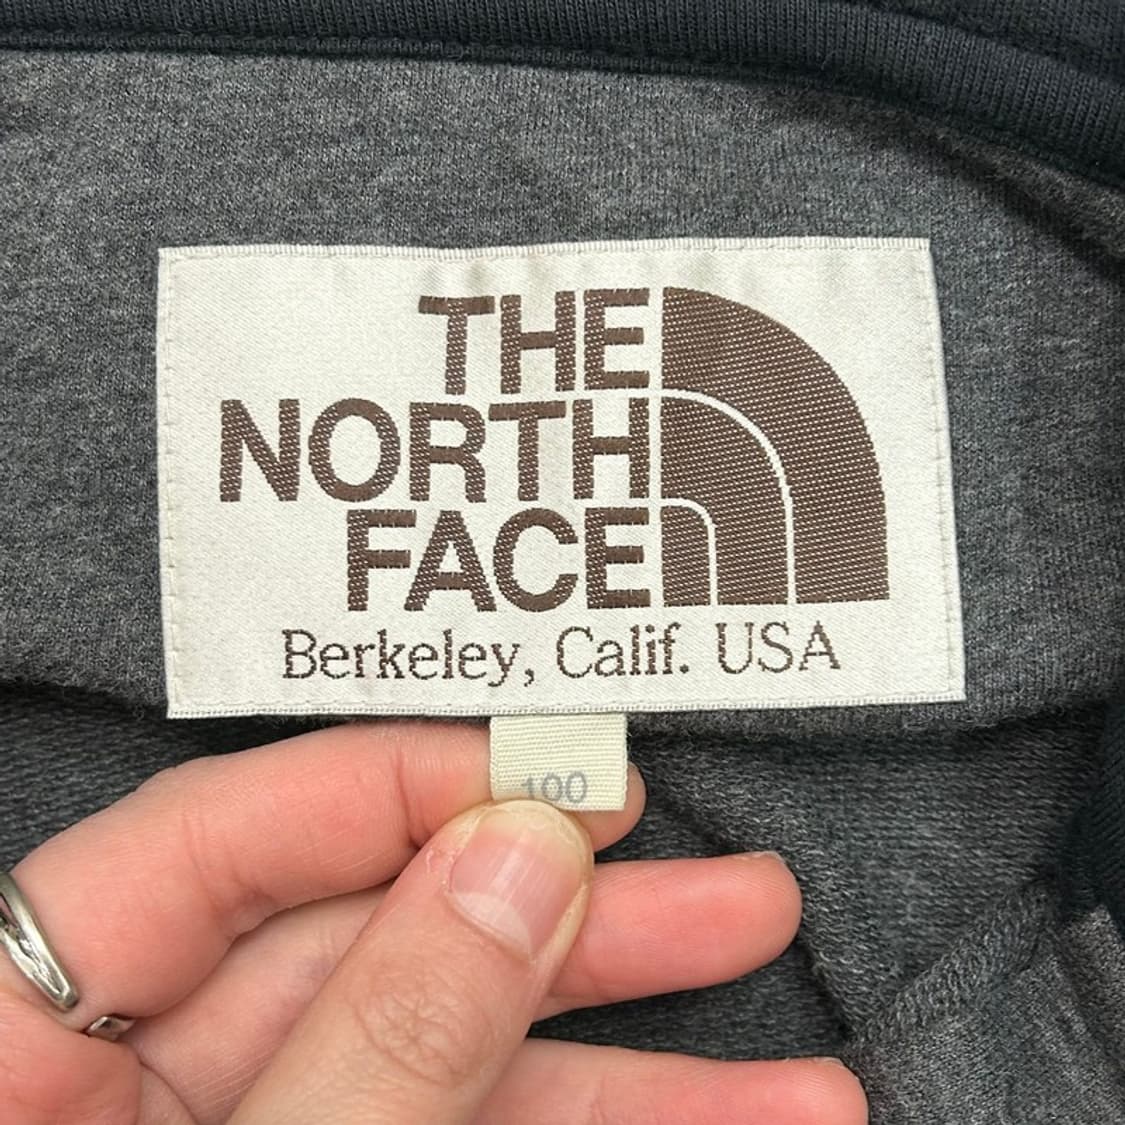 THE
NORTH
FACE
Berkeley, Calif. USA
100